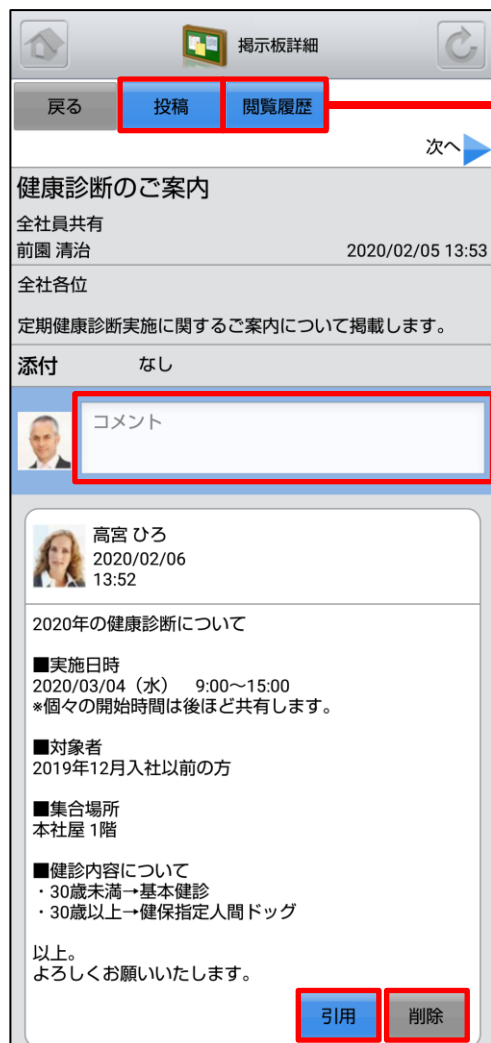 掲示板詳細
戻る 投稿 閲覧履歴
次へ
健康診断のご案内
全社員共有
前園 清治 2020/02/05 13:53
全社各位
定期健康診断実施に関するご案内について掲載します。
添付 なし
コメント
高宮 ひろ
2020/02/06
13:52
2020年の健康診断について
■実施日時
2020/03/04（水） 9:00～15:00
*個々の開始時間は後ほど共有します。
■対象者
2019年12月入社以前の方
■集合場所
本社屋 1階
■健診内容について
・30歳未満→基本健診
・30歳以上→健保指定人間ドッグ
以上。
よろしくお願いいたします。
引用 削除